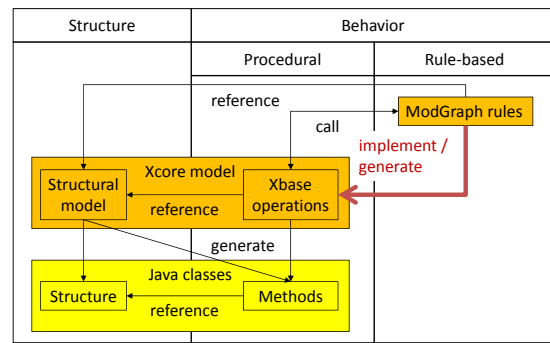 Structure
Behavior
Procedural
Rule-based
reference
ModGraph rules
call
implement /
generate
Xcore model
Structural
model
reference
Xbase
operations
generate
Java classes
Structure
reference
Methods